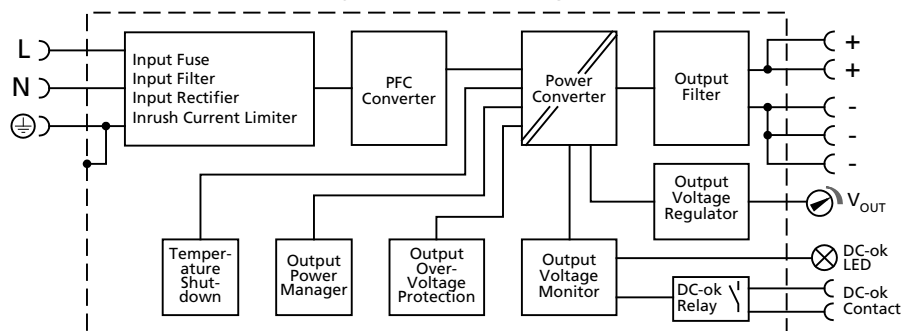 L
N
Input Fuse
Input Filter
Input Rectifier
Inrush Current Limiter
PFC
Converter
Power
Converter
Output
Filter
+
+
-
-
-
Output
Voltage
Regulator
VOUT
Temper-
ature
Shut-
down
Output
Power
Manager
Output
Over-
Voltage
Protection
Output
Voltage
Monitor
DC-ok
LED
DC-ok
Relay
DC-ok
Contact